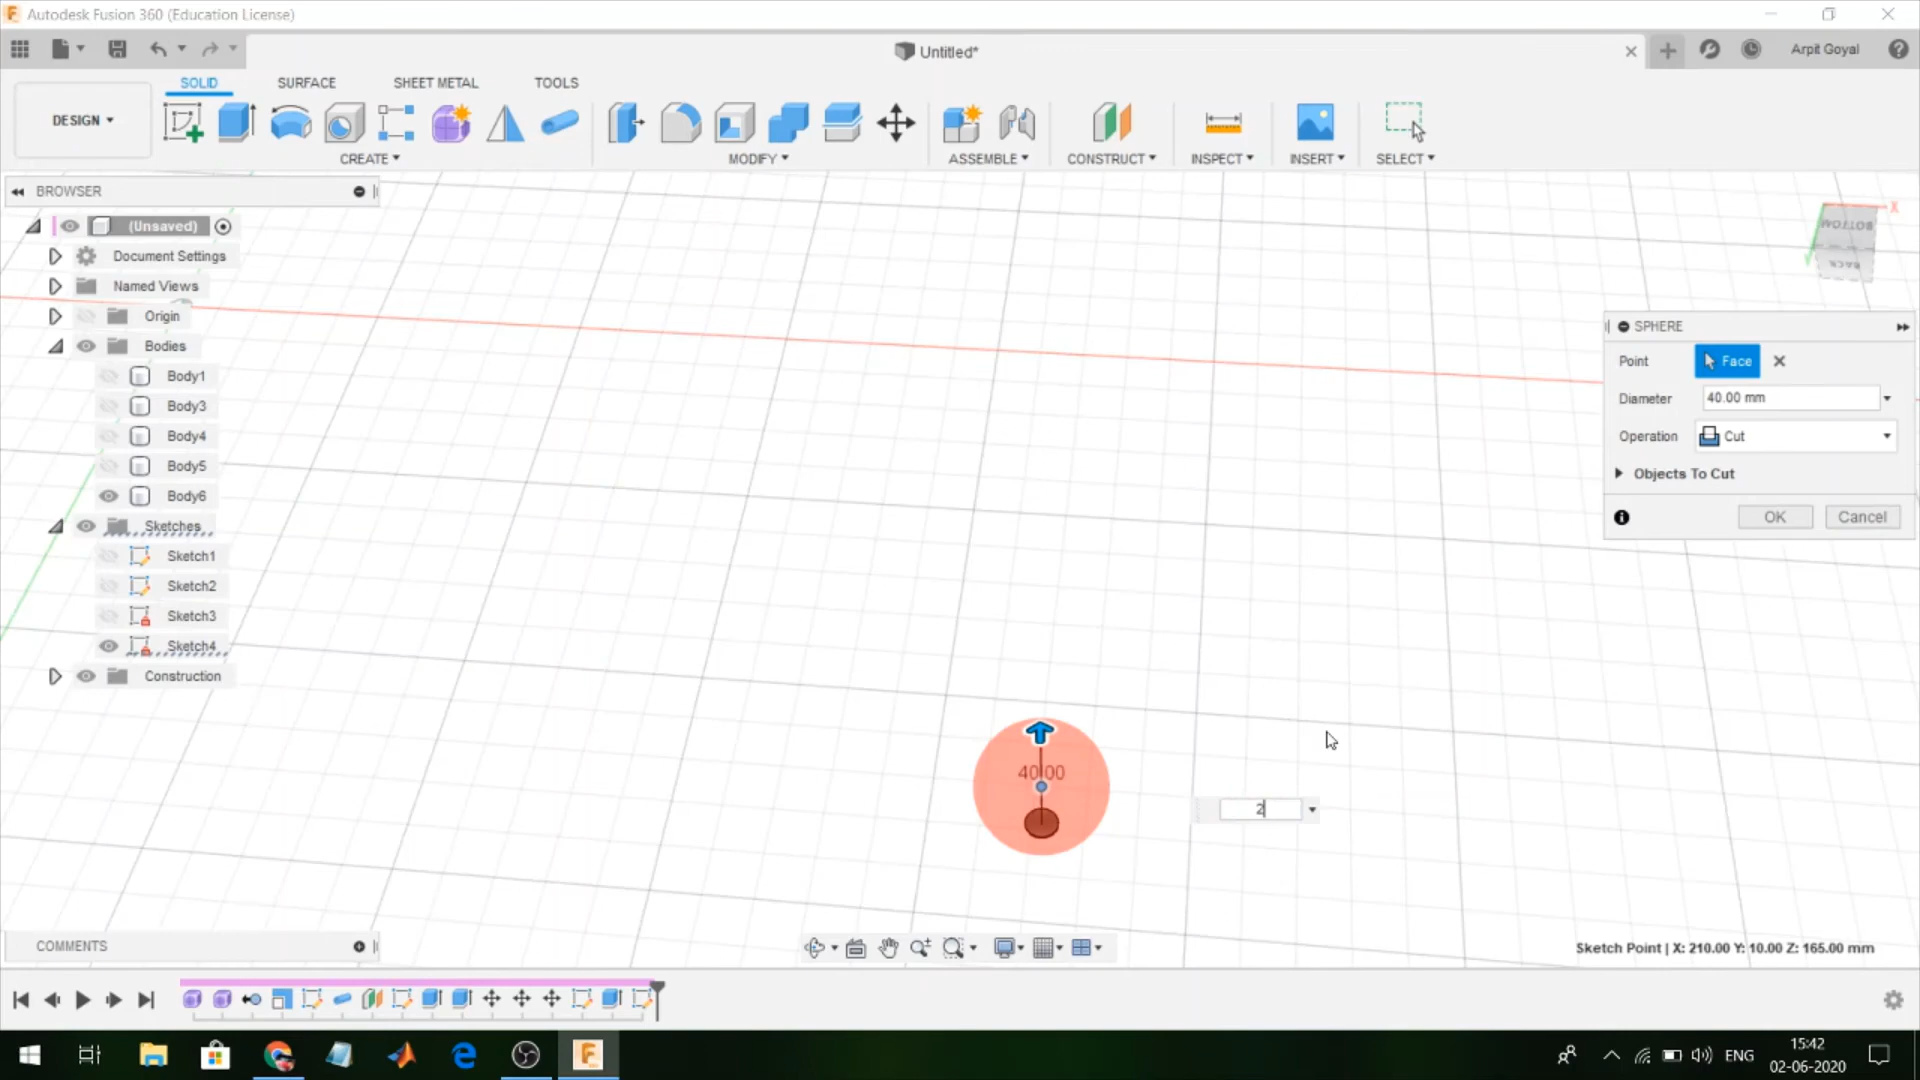 Autodesk Fusion 360 (Education License)
Untitled*
Arpit Goyal
SOLID
SURFACE
SHEET METAL
TOOLS
DESIGN
CREATE
MODIFY
ASSEMBLE
CONSTRUCT
INSPECT
INSERT
SELECT
BROWSER
(Unsaved)
Document Settings
Named Views
Origin
Bodies
Body1
Body3
Body4
Body5
Body6
Sketches
Sketch1
Sketch2
Sketch3
Sketch4
Construction
X
BOTTOM
BACK
SPHERE
Point Face
Diameter 40.00 mm
Operation Cut
Objects To Cut
OK Cancel
40.00
2
COMMENTS
Sketch Point | X: 210.00 Y: 10.00 Z: 165.00 mm
ENG
15:42
02-06-2020